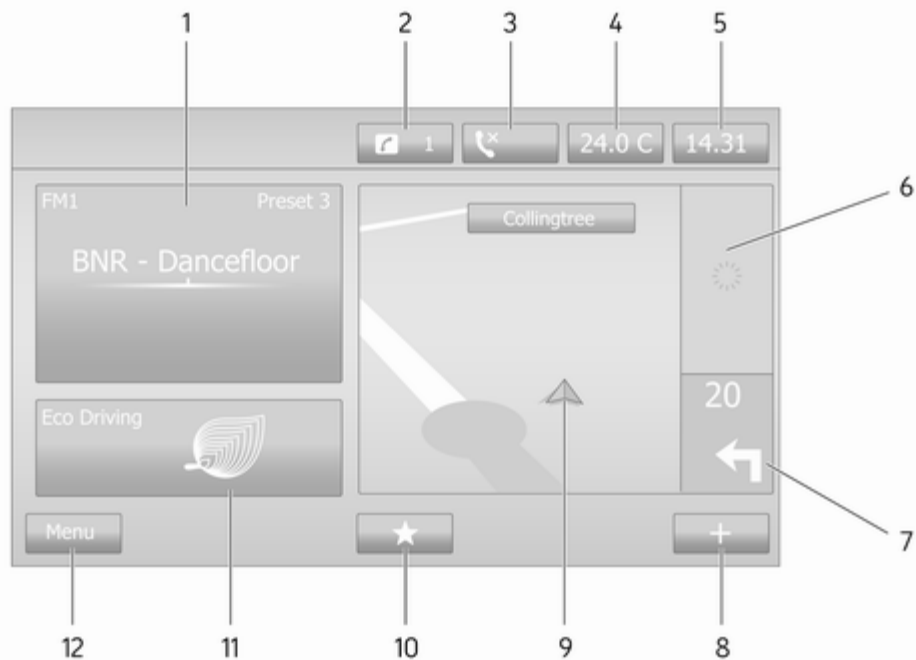 1 2 3 4 5
1 24.0 C 14.31
6
FM1 Preset 3
Collingtree
BNR - Dancefloor
20
Eco Driving
7
Menu
12 11 10 9 8